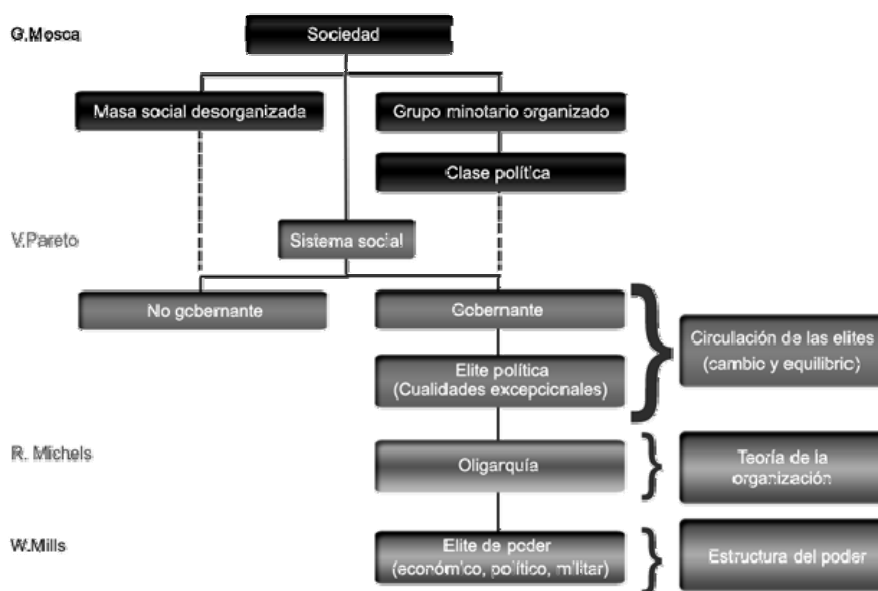 G.Mosca
Sociedad
Masa social desorganizada
Grupo minotario organizado
Clase política
V.Pareto
Sistema social
No gobernante
Gobernante
Elite política
(Cualidades excepcionales)
Circulación de las elites
(cambio y equilibric)
R. Michels
Oligarquía
Teoría de la
organización
W.Mills
Elite de poder
(económico, político, militar)
Estructura del poder